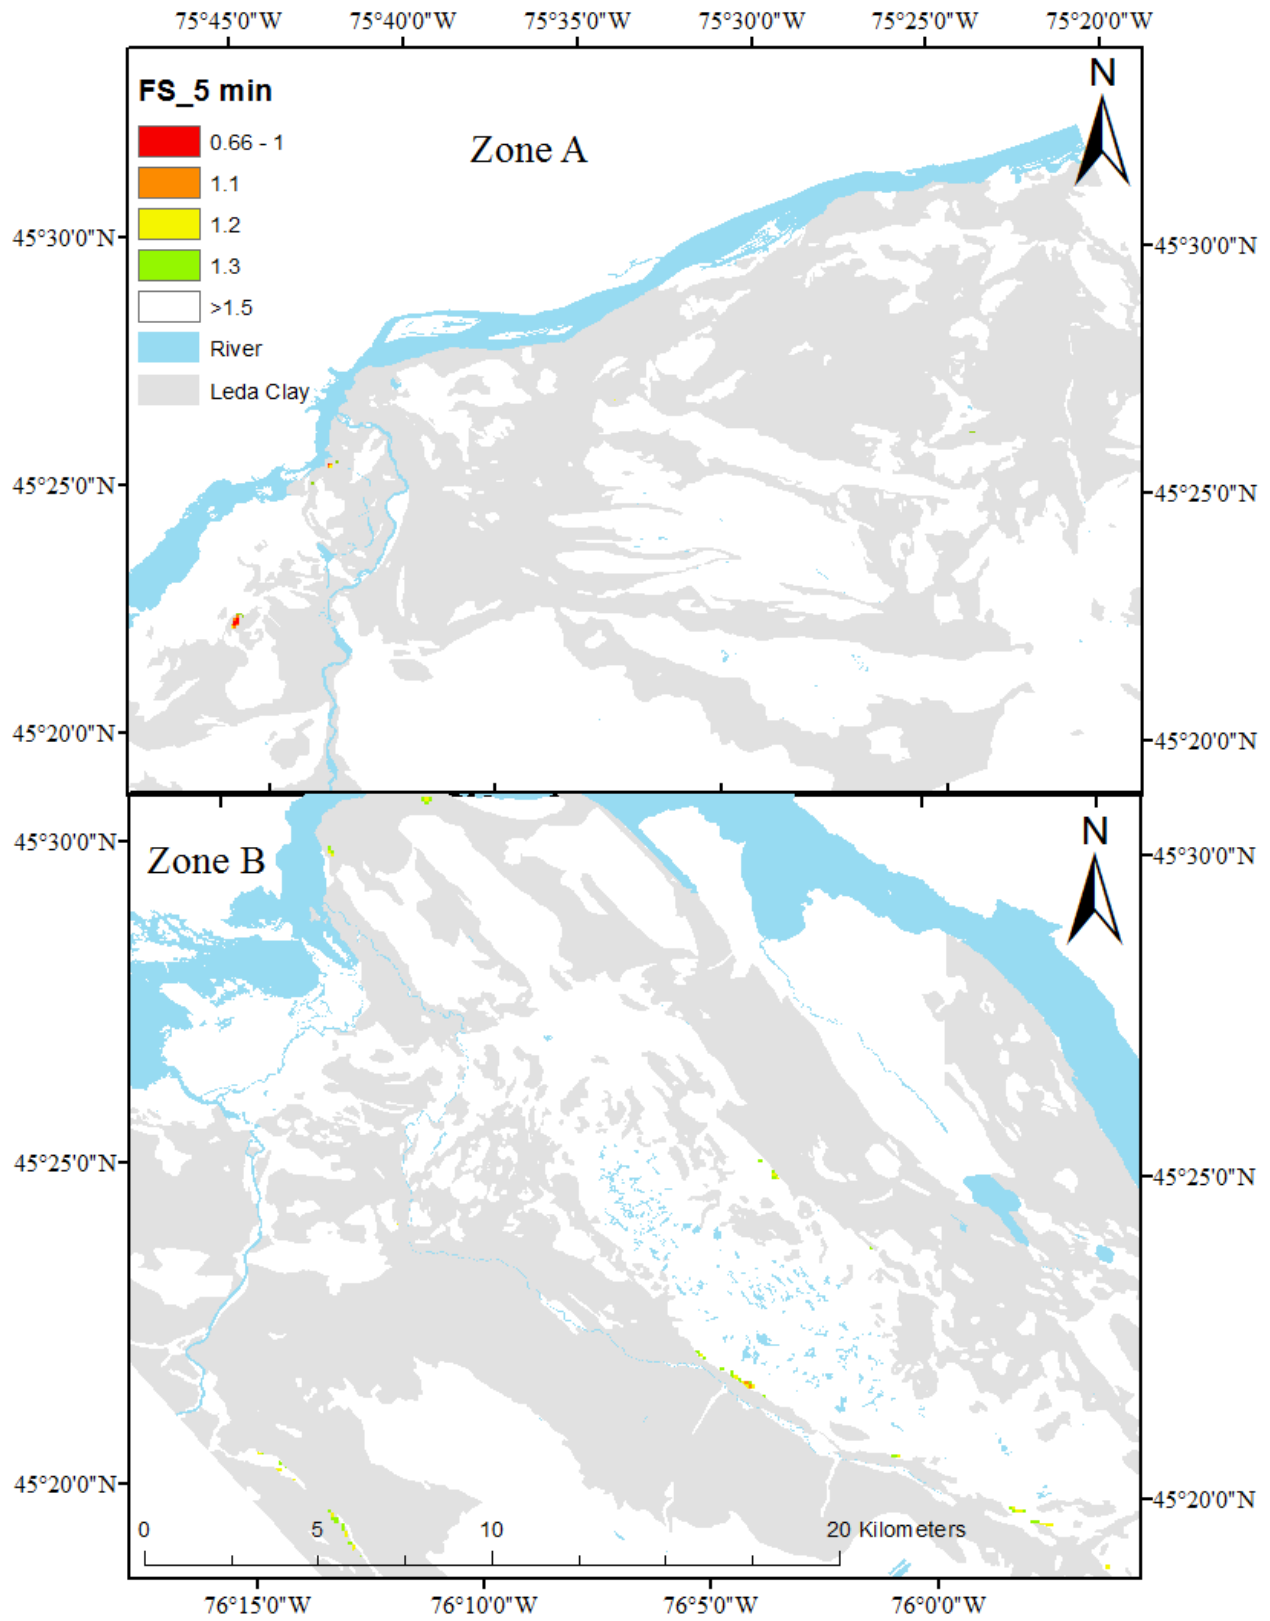 75°45'0"W 75°40'0"W 75°35'0"W 75°30'0"W 75°25'0"W 75°20'0"W
FS_5 min
N
0.66 - 1
Zone A
1.1
1.2
45°30'0"N 45°30'0"N
1.3
>1.5
River
Leda Clay
45°25'0"N 45°25'0"N
45°20'0"N 45°20'0"N
N
45°30'0"N 45°30'0"N
Zone B
45°25'0"N 45°25'0"N
45°20'0"N 45°20'0"N
0 5 10 20 Kilometers
76°15'0"W 76°10'0"W 76°5'0"W 76°0'0"W